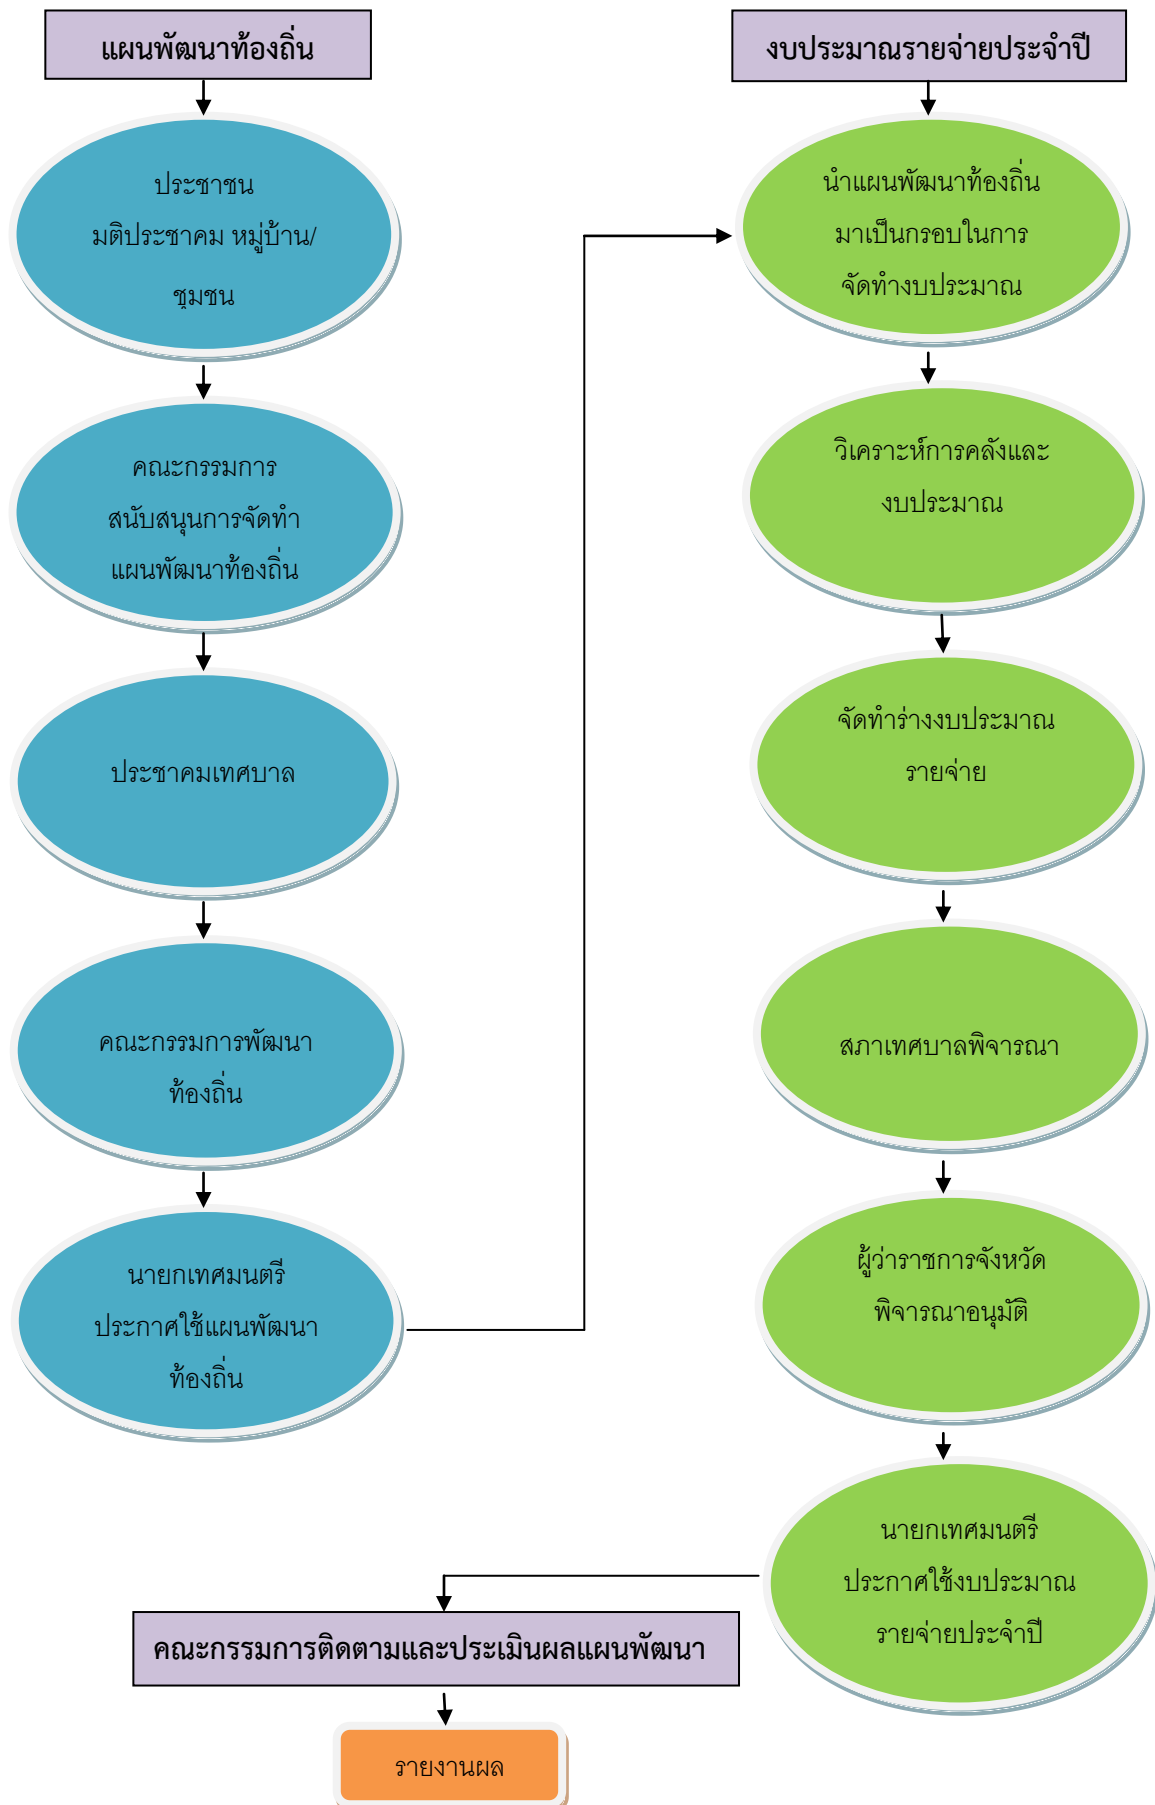 แผนพัฒนาท้องถิ่น
ประชาชน
มติประชาคม หมู่บ้าน/
ชุมชน
คณะกรรมการ
สนับสนุนการจัดทำ
แผนพัฒนาท้องถิ่น
ประชาคมเทศบาล
คณะกรรมการพัฒนา
ท้องถิ่น
นายกเทศมนตรี
ประกาศใช้แผนพัฒนา
ท้องถิ่น
งบประมาณรายจ่ายประจำปี
นำแผนพัฒนาท้องถิ่น
มาเป็นกรอบในการ
จัดทำงบประมาณ
วิเคราะห์การคลังและ
งบประมาณ
จัดทำร่างงบประมาณ
รายจ่าย
สภาเทศบาลพิจารณา
ผู้ว่าราชการจังหวัด
พิจารณาอนุมัติ
นายกเทศมนตรี
ประกาศใช้งบประมาณ
รายจ่ายประจำปี
คณะกรรมการติดตามและประเมินผลแผนพัฒนา
รายงานผล